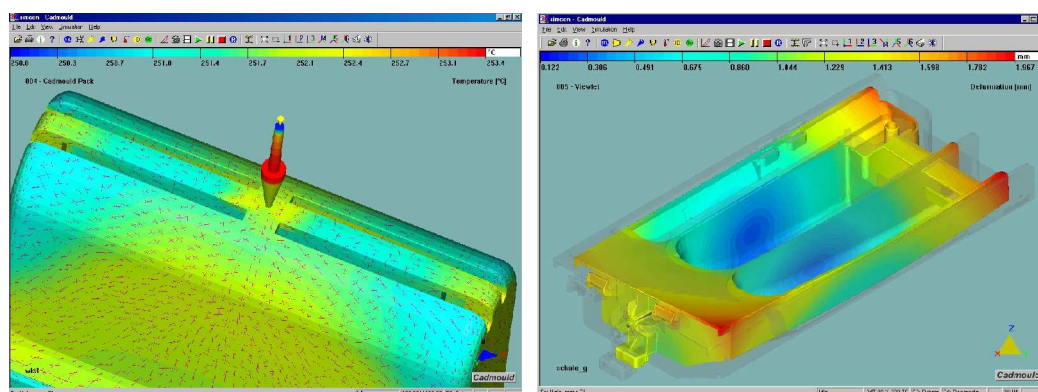 simcon - Cadmould
File Edit View Simulation Help
°C
250.0 250.3 250.7 251.0 251.4 251.7 252.1 252.4 252.7 253.1 253.4
004 - Cadmould Pack
Temperature [°C]
Cadmould
simcon - Cadmould
File Edit View Simulation Help
mm
0.122 0.306 0.491 0.675 0.860 1.044 1.229 1.413 1.598 1.782 1.967
005 - Viewlet
Deformation [mm]
Z
X
Y
schale_g
Cadmould